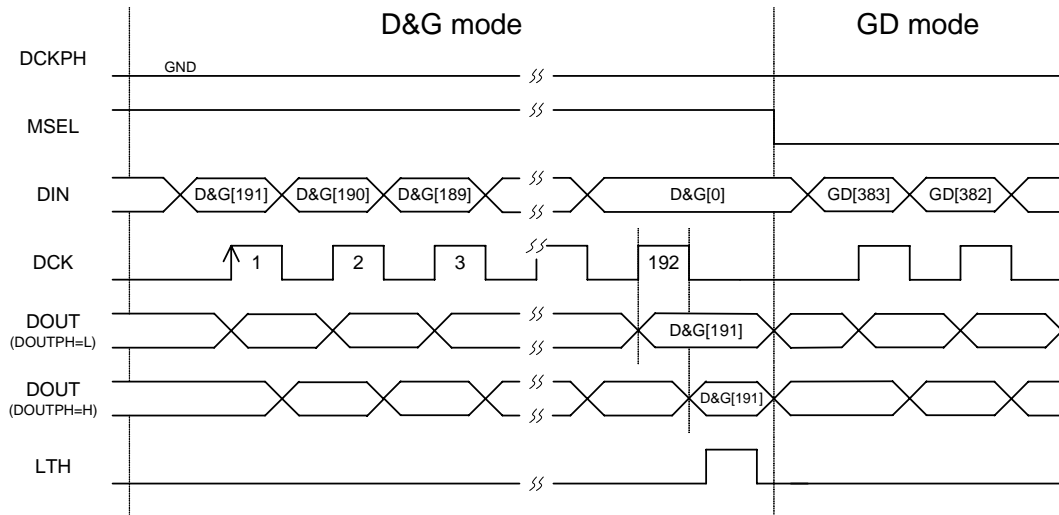 D&G mode GD mode
DCKPH GND
MSEL
DIN D&G[191] D&G[190] D&G[189] D&G[0] GD[383] GD[382]
DCK 1 2 3 192
DOUT D&G[191]
(DOUTPH=L)
DOUT D&G[191]
(DOUTPH=H)
LTH